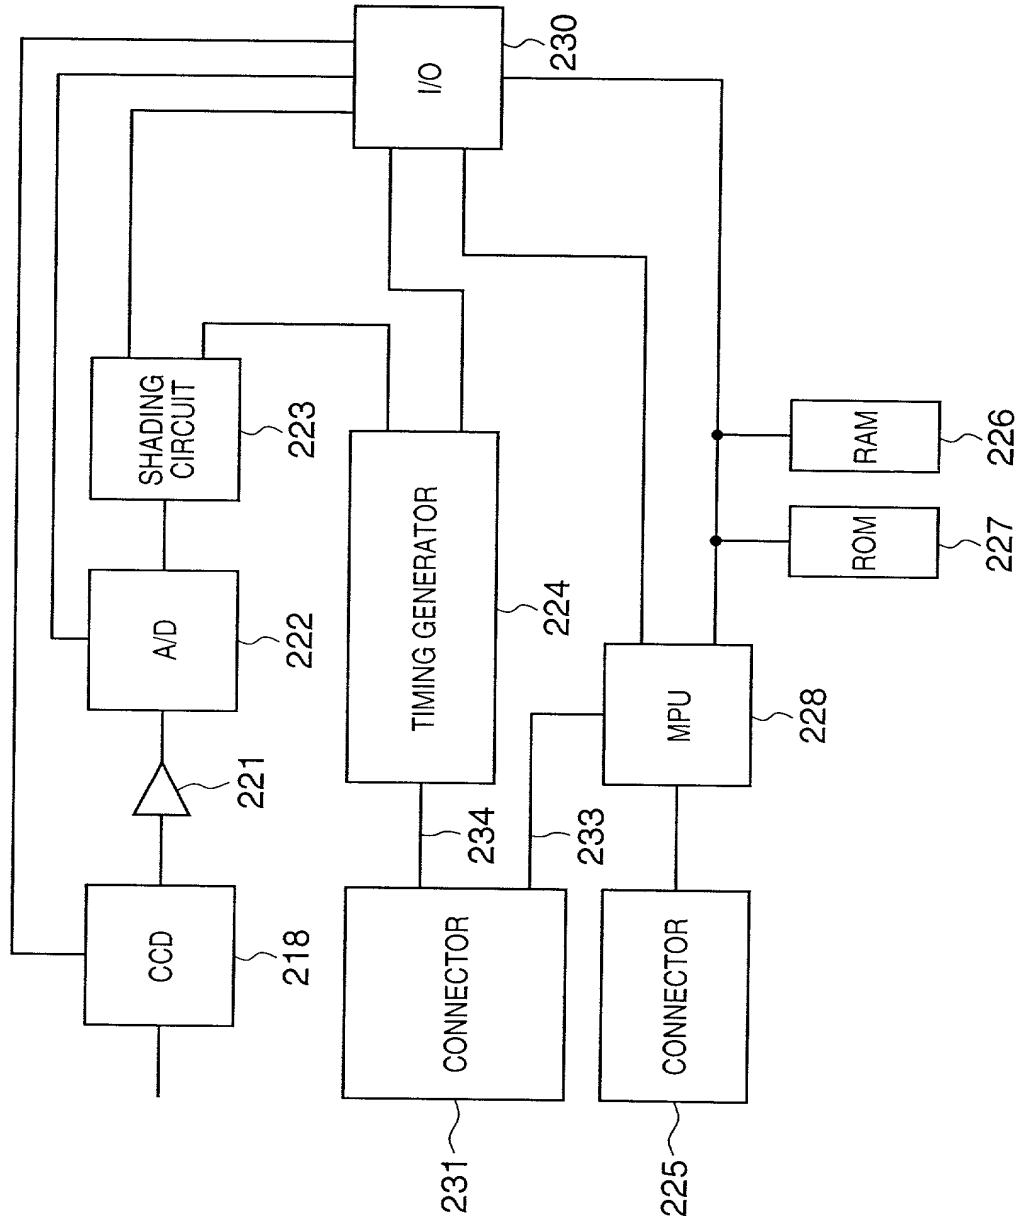 CCD
218
221
A/D
222
SHADING
CIRCUIT
223
I/O
230
CONNECTOR
231
234
233
TIMING GENERATOR
224
CONNECTOR
225
MPU
228
ROM
227
RAM
226